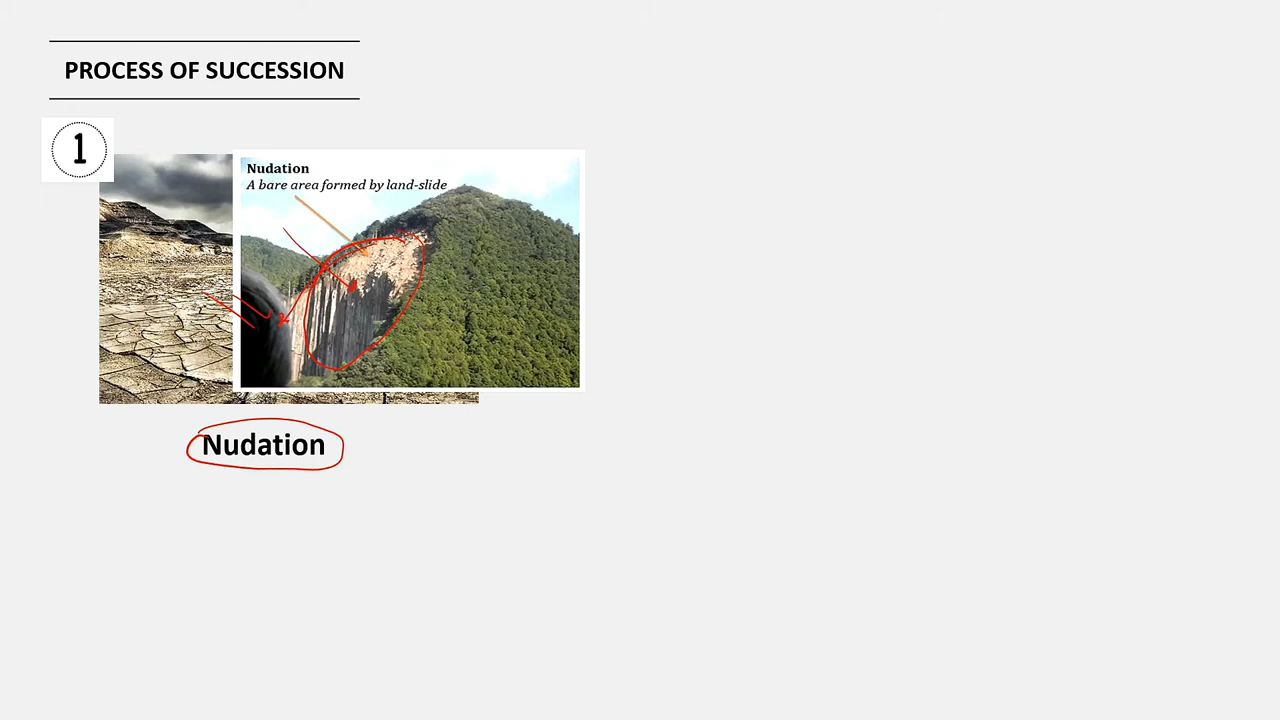 PROCESS OF SUCCESSION
1
Nudation
A bare area formed by land-slide
Nudation